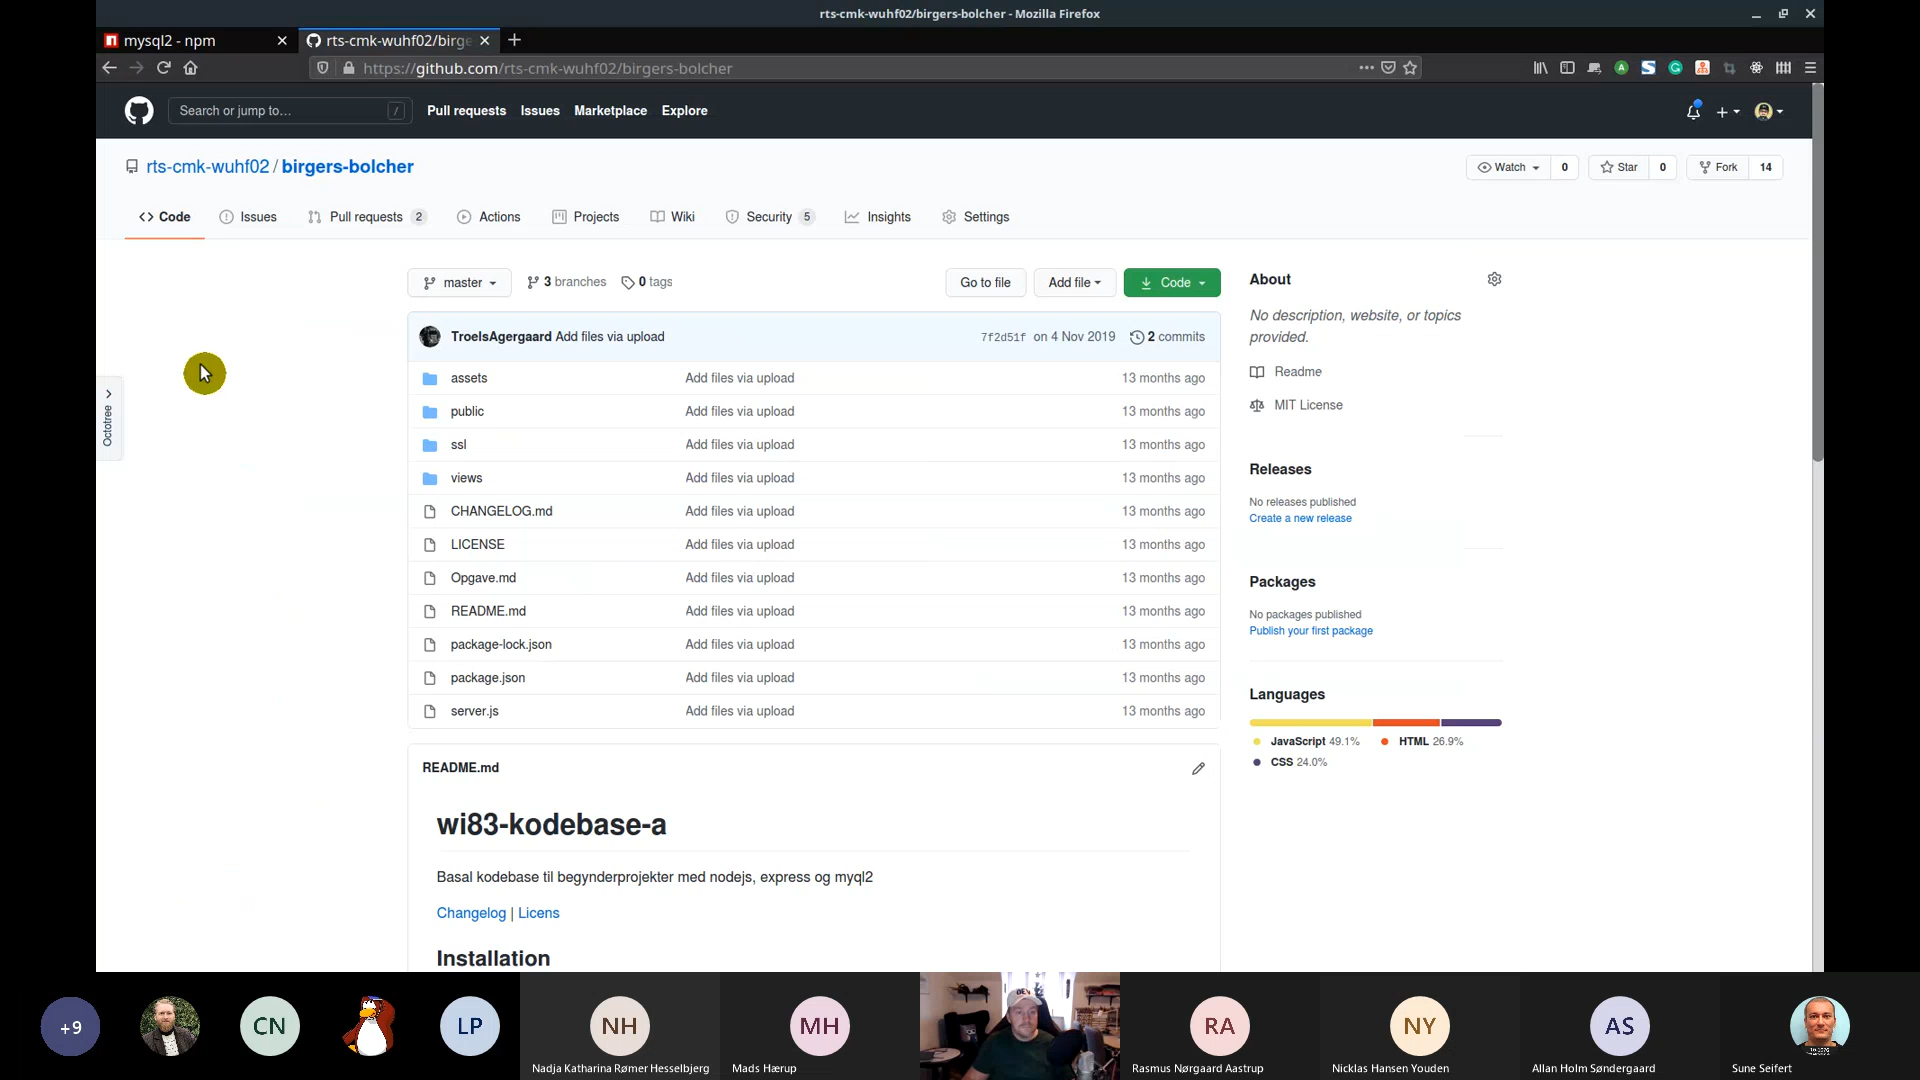 rts-cmk-wuhf02/birgers-bolcher - Mozilla Firefox
mysql2 - npm
rts-cmk-wuhf02/birge
https://github.com/rts-cmk-wuhf02/birgers-bolcher
Search or jump to… /
Pull requests Issues Marketplace Explore
rts-cmk-wuhf02 / birgers-bolcher
Watch 0 Star 0 Fork 14
Code Issues Pull requests 2 Actions Projects Wiki Security 5 Insights Settings
master 3 branches 0 tags Go to file Add file Code
TroelsAgergaard Add files via upload 7f2d51f on 4 Nov 2019 2 commits
assets Add files via upload 13 months ago
public Add files via upload 13 months ago
ssl Add files via upload 13 months ago
views Add files via upload 13 months ago
CHANGELOG.md Add files via upload 13 months ago
LICENSE Add files via upload 13 months ago
Opgave.md Add files via upload 13 months ago
README.md Add files via upload 13 months ago
package-lock.json Add files via upload 13 months ago
package.json Add files via upload 13 months ago
server.js Add files via upload 13 months ago
Octotree
README.md
wi83-kodebase-a
Basal kodebase til begynderprojekter med nodejs, express og myql2
Changelog | Licens
Installation
About
No description, website, or topics
provided.
Readme
MIT License
Releases
No releases published
Create a new release
Packages
No packages published
Publish your first package
Languages
JavaScript 49.1% HTML 26.9%
CSS 24.0%
+9
CN
LP
NH
Nadja Katharina Rømer Hesselbjerg
MH
Mads Hærup
RA
Rasmus Nørgaard Aastrup
NY
Nicklas Hansen Youden
AS
Allan Holm Søndergaard
Sune Seifert